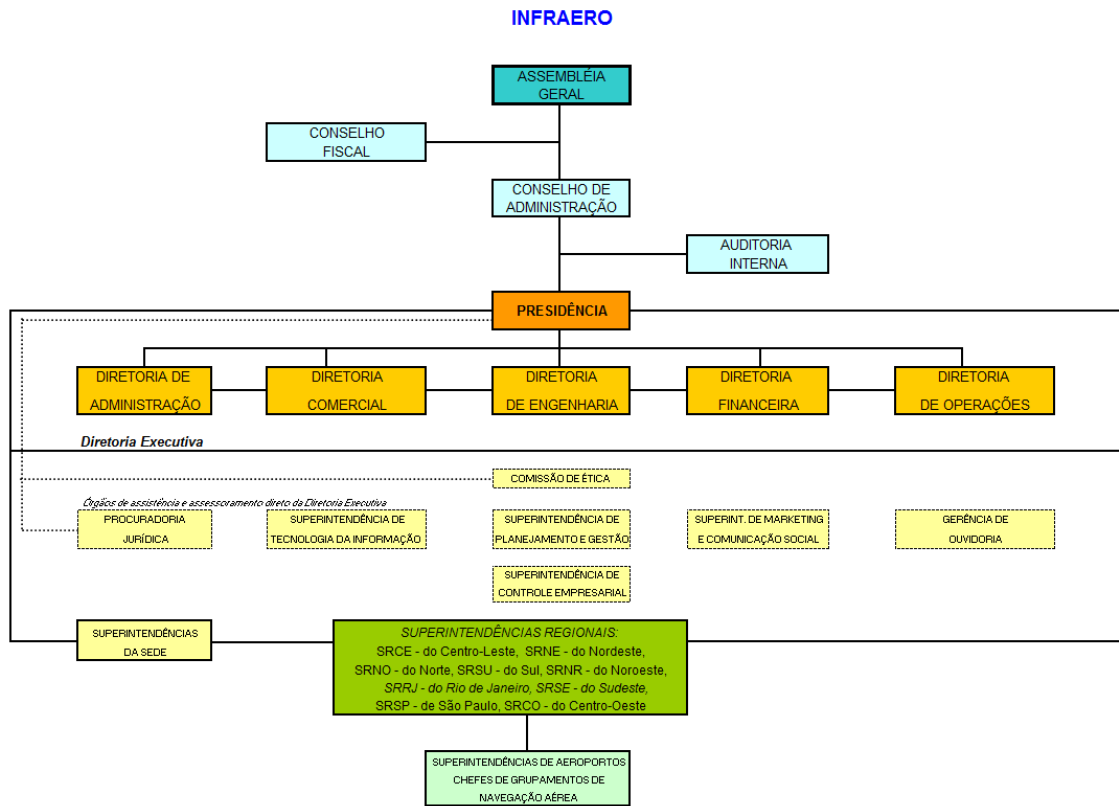 INFRAERO
ASSEMBLÉIA
GERAL
CONSELHO
FISCAL
CONSELHO DE
ADMINISTRAÇÃO
AUDITORIA
INTERNA
PRESIDÊNCIA
DIRETORIA DE
ADMINISTRAÇÃO
DIRETORIA
COMERCIAL
DIRETORIA
DE ENGENHARIA
DIRETORIA
FINANCEIRA
DIRETORIA
DE OPERAÇÕES
Diretoria Executiva
COMISSÃO DE ÉTICA
Órgãos de assistência e assessoramento direto da Diretoria Executiva
PROCURADORIA
JURÍDICA
SUPERINTENDÊNCIA DE
TECNOLOGIA DA INFORMAÇÃO
SUPERINTENDÊNCIA DE
PLANEJAMENTO E GESTÃO
SUPERINT. DE MARKETING
E COMUNICAÇÃO SOCIAL
GERÊNCIA DE
OUVIDORIA
SUPERINTENDÊNCIA DE
CONTROLE EMPRESARIAL
SUPERINTENDÊNCIAS
DA SEDE
SUPERINTENDÊNCIAS REGIONAIS:
SRCE - do Centro-Leste, SRNE - do Nordeste,
SRNO - do Norte, SRSU - do Sul, SRNR - do Noroeste,
SRRJ - do Rio de Janeiro, SRSE - do Sudeste,
SRSP - de São Paulo, SRCO - do Centro-Oeste
SUPERINTENDÊNCIAS DE AEROPORTOS
CHEFES DE GRUPAMENTOS DE
NAVEGAÇÃO AÉREA